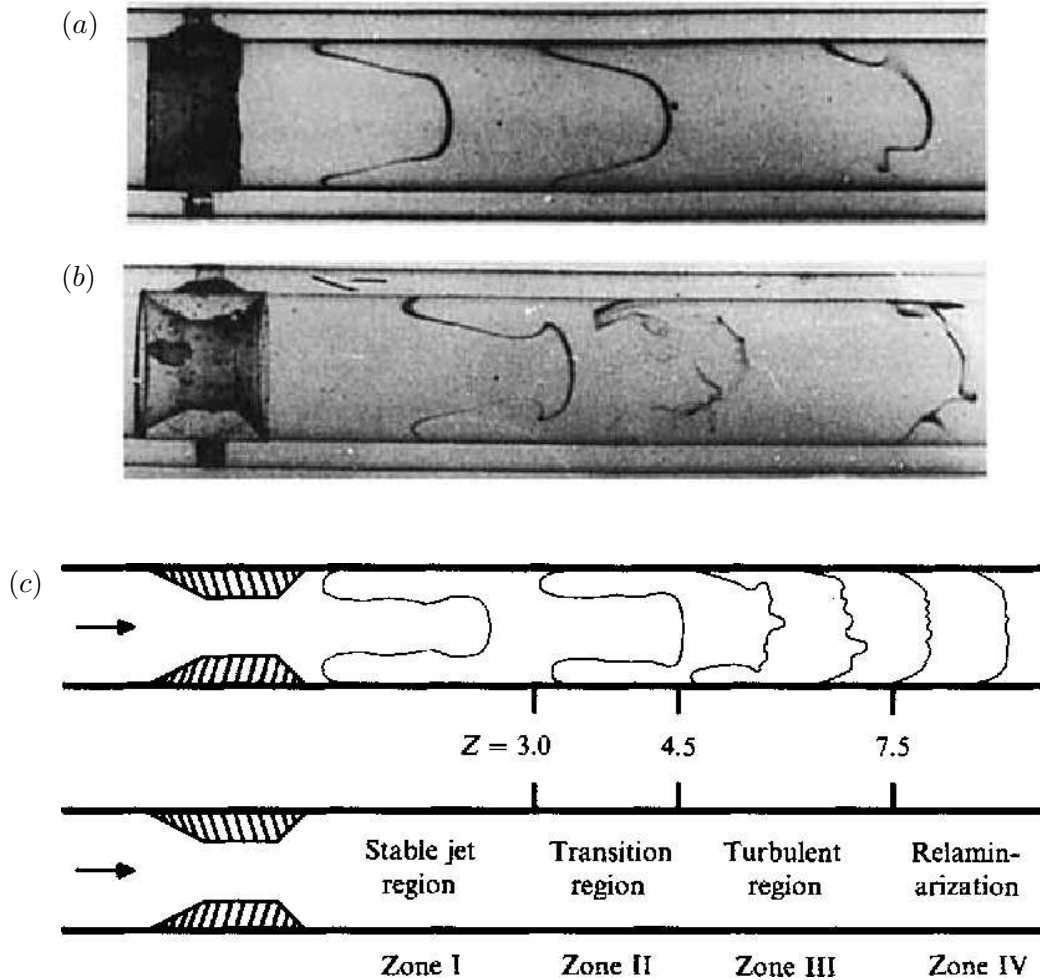 (a)
(b)
(c)
Z = 3.0 4.5 7.5
Stable jet region
Transition region
Turbulent region
Relamin-
arization
Zone I Zone II Zone III Zone IV